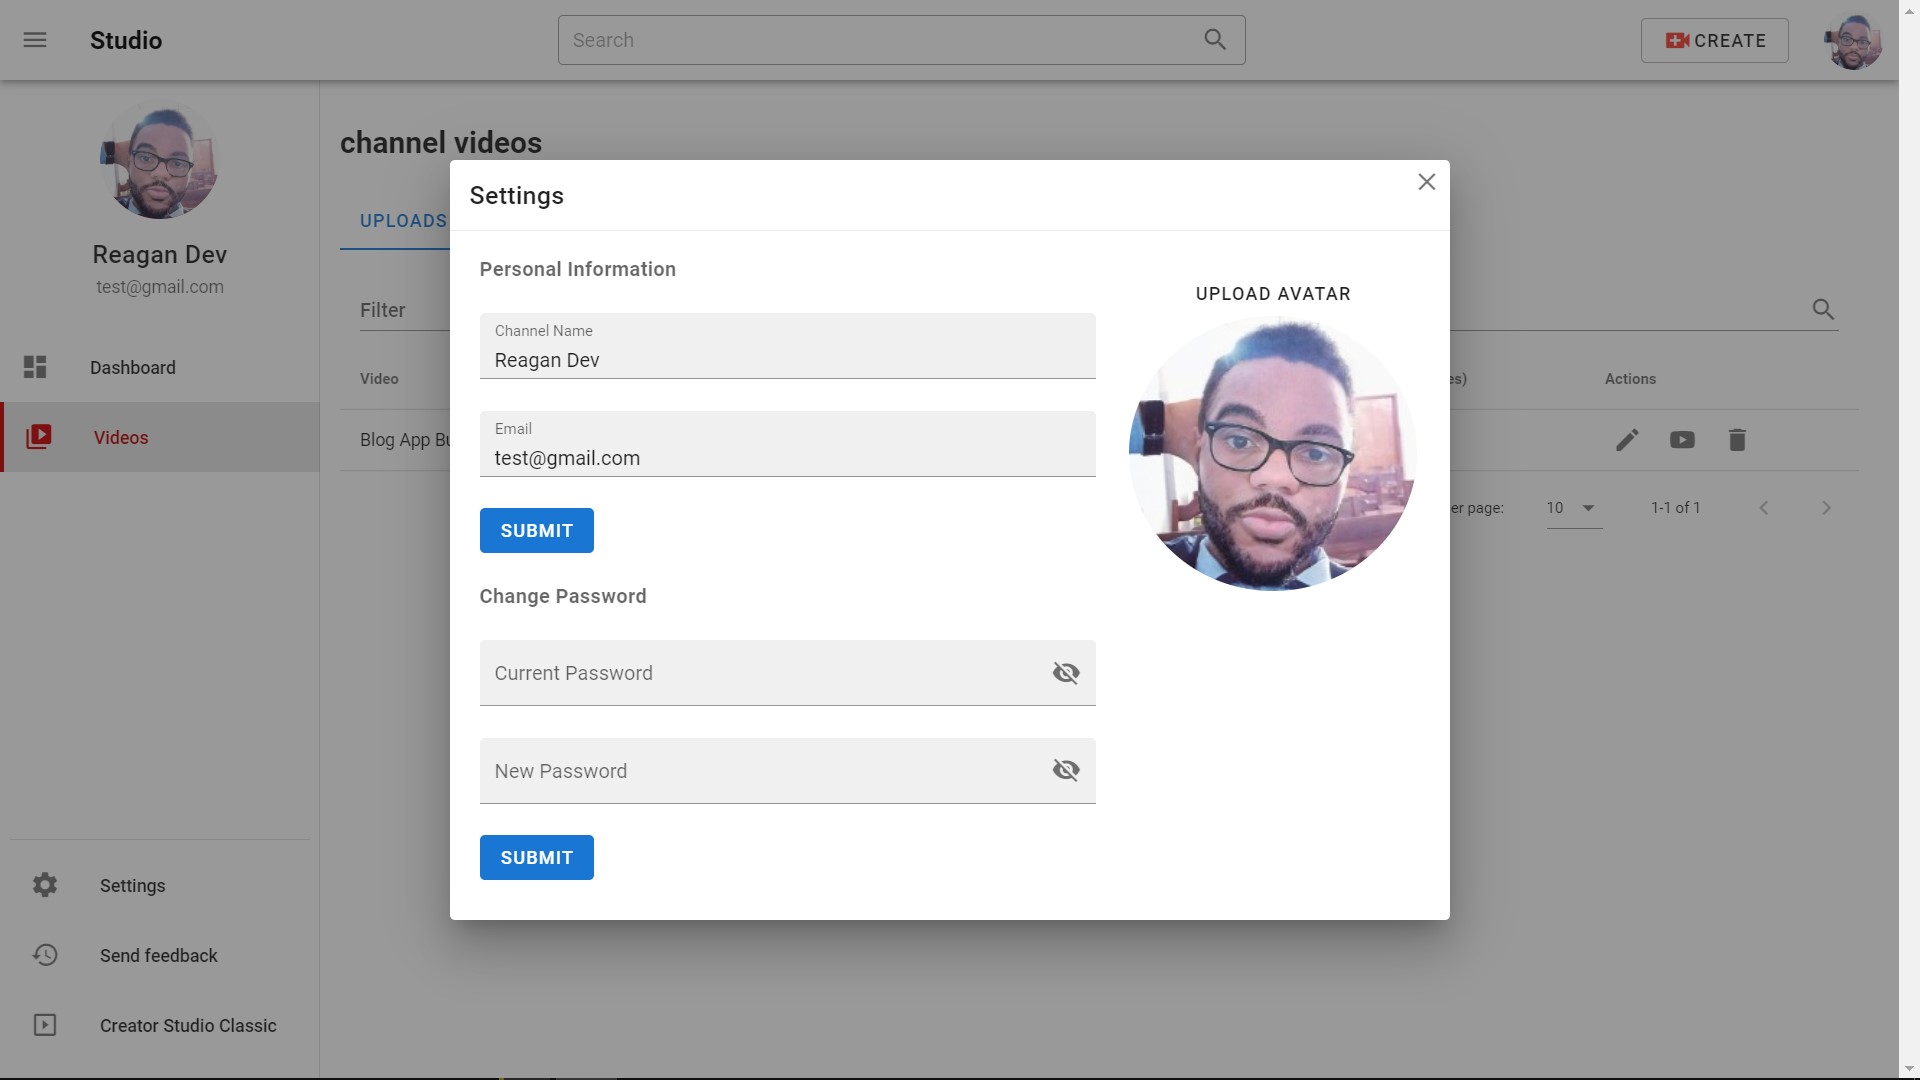 Studio
Search
CREATE
Reagan Dev
test@gmail.com
Dashboard
Videos
Settings
Send feedback
Creator Studio Classic
channel videos
UPLOADS
Filter
Video
es)
Actions
Blog App Bu
er page:
10
1-1 of 1
Settings
Personal Information
UPLOAD AVATAR
Channel Name
Reagan Dev
Email
test@gmail.com
SUBMIT
Change Password
Current Password
New Password
SUBMIT